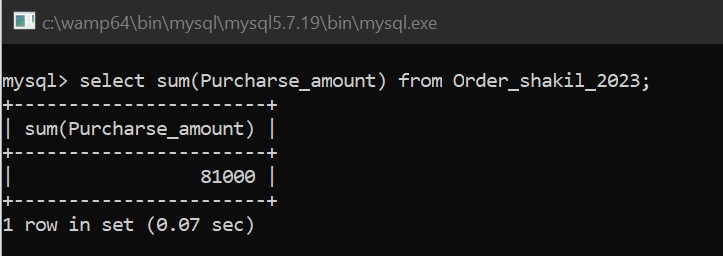 c:\wamp64\bin\mysql\mysql5.7.19\bin\mysql.exe
mysql> select sum(Purcharse_amount) from Order_shakil_2023;
+-----------------------+
| sum(Purcharse_amount) |
+-----------------------+
|                 81000 |
+-----------------------+
1 row in set (0.07 sec)